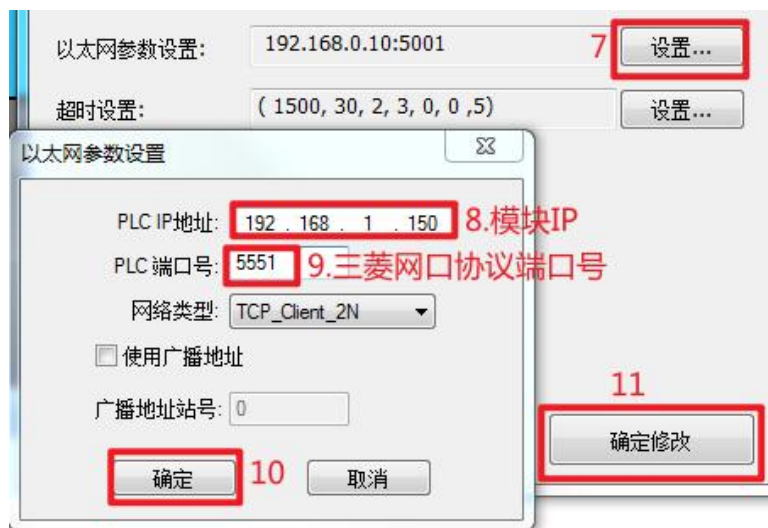 以太网参数设置: 192.168.0.10:5001 7 设置...
超时设置: ( 1500, 30, 2, 3, 0, 0 ,5) 设置...
以太网参数设置
PLC IP地址: 192 . 168 . 1 . 150 8.模块IP
PLC 端口号: 5551 9.三菱网口协议端口号
网络类型: TCP_Client_2N
使用广播地址
广播地址站号: 0
11
确定修改
确定 10 取消